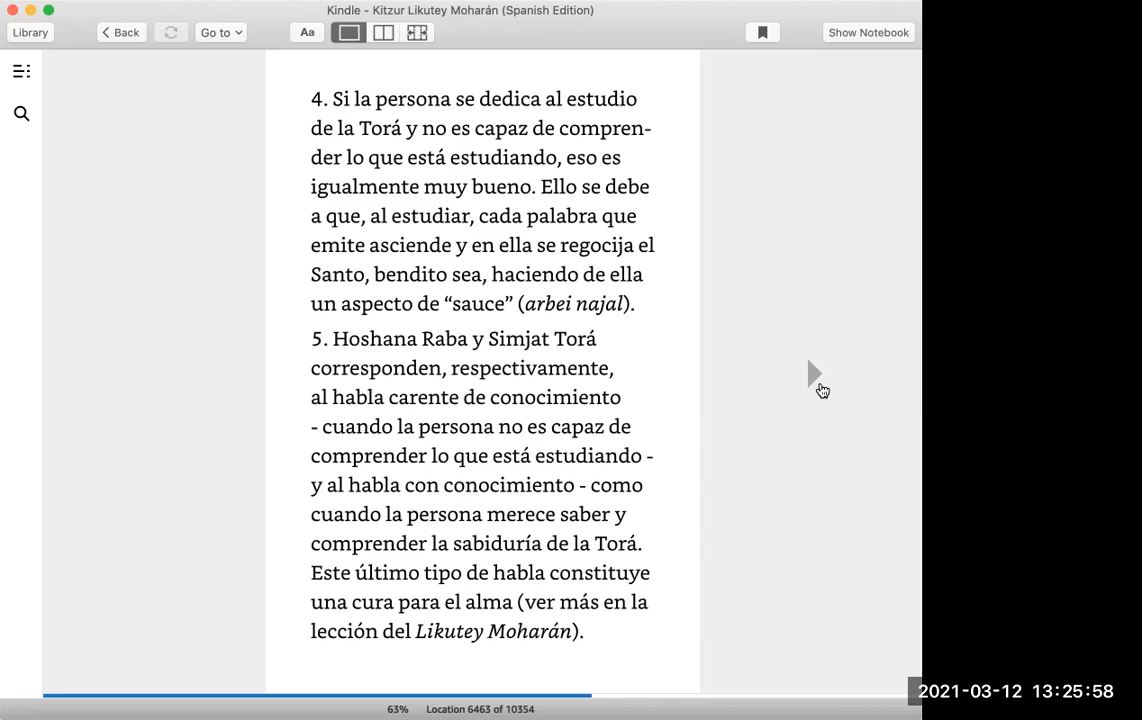 Kindle - Kitzur Likutey Moharán (Spanish Edition)
Library
Back
Go to
Aa
Show Notebook
4. Si la persona se dedica al estudio
de la Torá y no es capaz de compren-
der lo que está estudiando, eso es
igualmente muy bueno. Ello se debe
a que, al estudiar, cada palabra que
emite asciende y en ella se regocija el
Santo, bendito sea, haciendo de ella
un aspecto de “sauce” (arbei najal).
5. Hoshana Raba y Simjat Torá
corresponden, respectivamente,
al habla carente de conocimiento
- cuando la persona no es capaz de
comprender lo que está estudiando -
y al habla con conocimiento - como
cuando la persona merece saber y
comprender la sabiduría de la Torá.
Este último tipo de habla constituye
una cura para el alma (ver más en la
lección del Likutey Moharán).
2021-03-12 13:25:58
63% Location 6463 of 10354